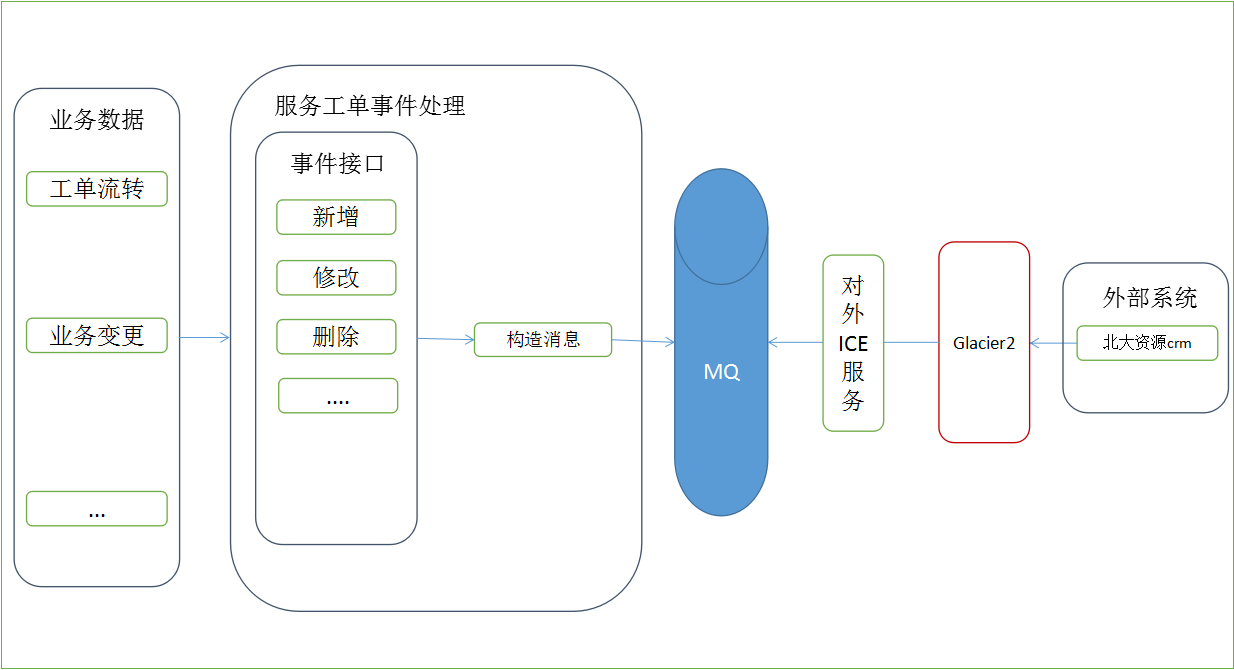 业务数据
工单流转
业务变更
...
服务工单事件处理
事件接口
新增
修改
删除
....
构造消息
MQ
对
外
ICE
服
务
Glacier2
外部系统
北大资源crm